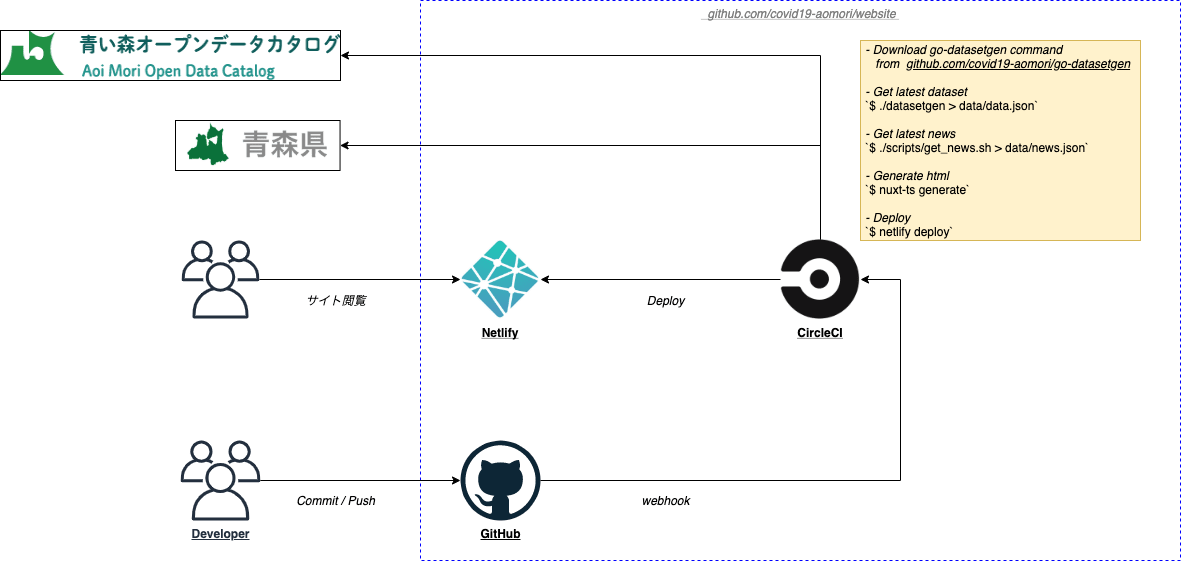 github.com/covid19-aomori/website
青い森オープンデータカタログ
Aoi Mori Open Data Catalog
- Download go-datasetgen command
from github.com/covid19-aomori/go-datasetgen
- Get latest dataset
`$ ./datasetgen > data/data.json`
- Get latest news
`$ ./scripts/get_news.sh > data/news.json`
- Generate html
`$ nuxt-ts generate`
- Deploy
`$ netlify deploy`
青森県
サイト閲覧
Deploy
Netlify
CircleCI
Commit / Push
webhook
Developer
GitHub